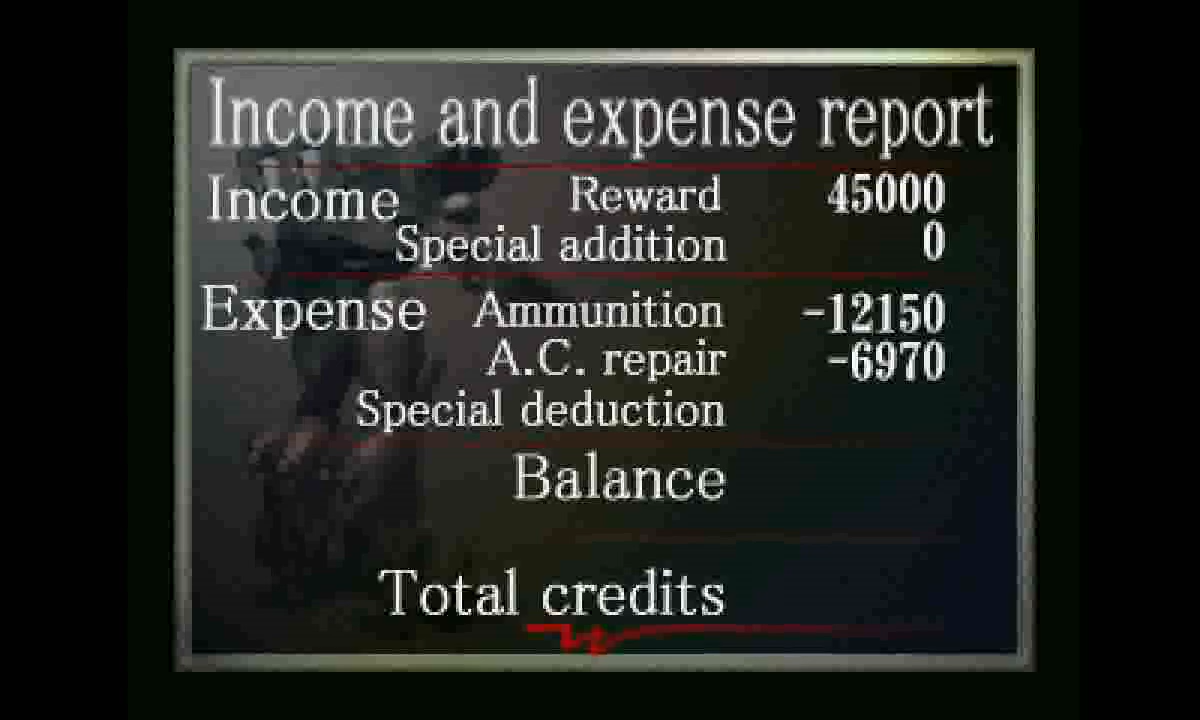 Income and expense report
Income Reward 45000
Special addition 0
Expense Ammunition -12150
A.C. repair -6970
Special deduction
Balance
Total credits